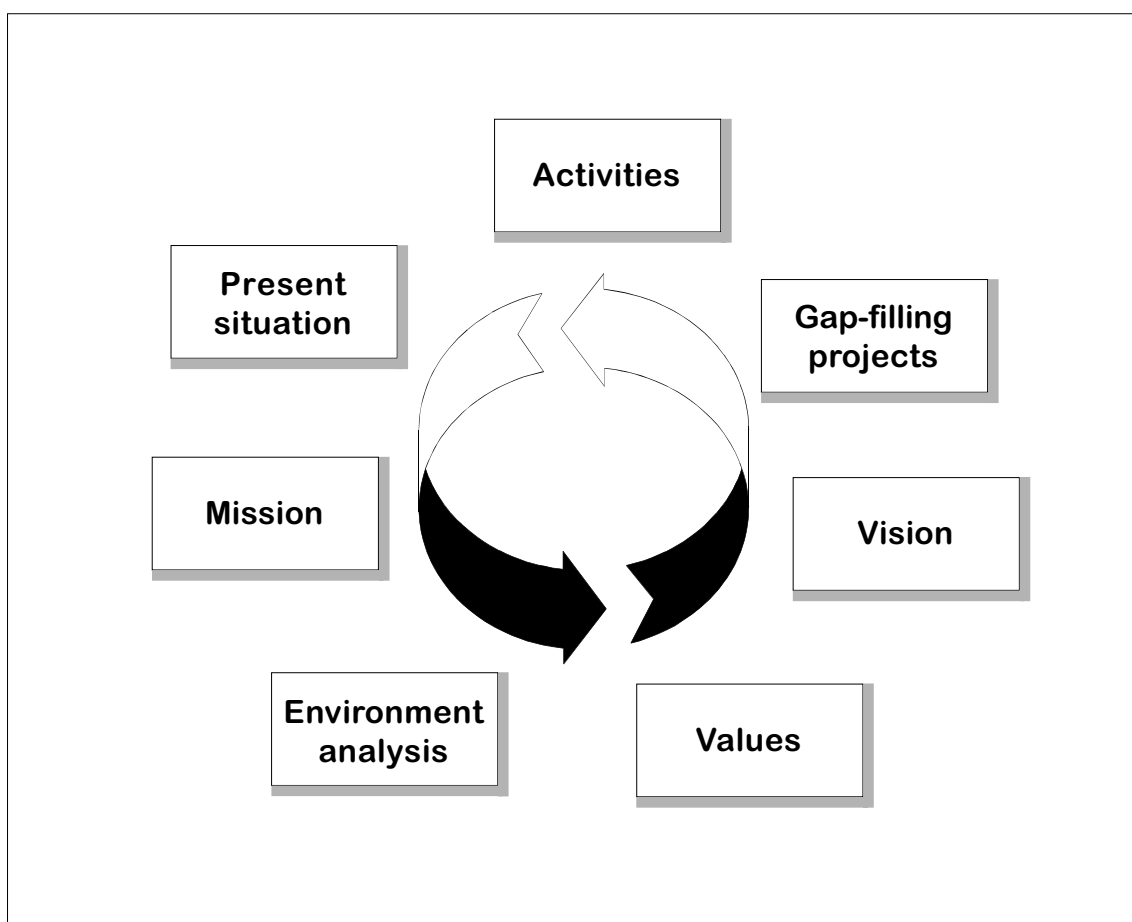 Activities
Present
situation
Gap-filling
projects
Mission
Vision
Environment
analysis
Values